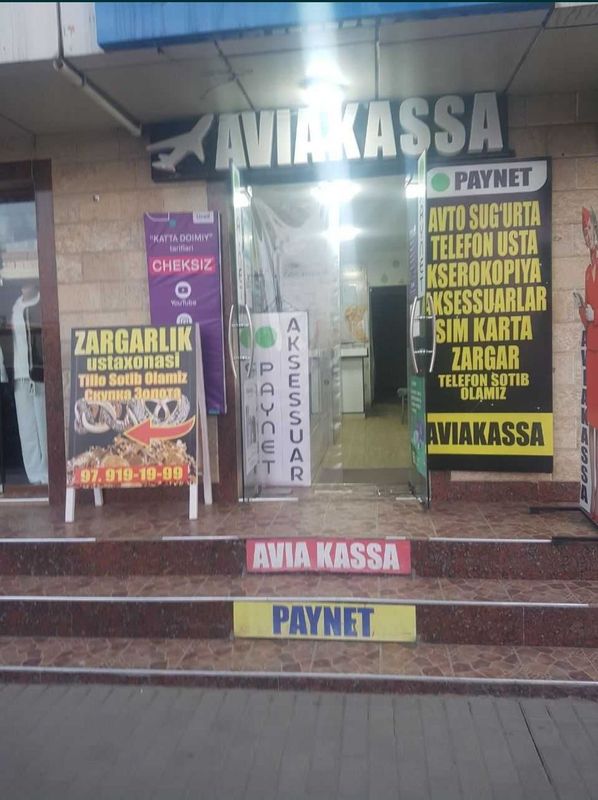 AVIAKASSA
PAYNET
AVTO SUG'URTA
TELEFON USTA
KSEROKOPIYA
AKSESSUARLAR
SIM KARTA
ZARGAR
TELEFON SOTIB
OLAMIZ
AVIAKASSA
"KATTA DOIMIY"
tariflari
CHEKSIZ
YouTube
ZARGARLIK
ustaxonasi
Tillo Sotib Olamiz
Скупка Золота
97. 919-19-99
PAYNET
AKSESSUAR
AVIAKASSA
AVIA KASSA
PAYNET